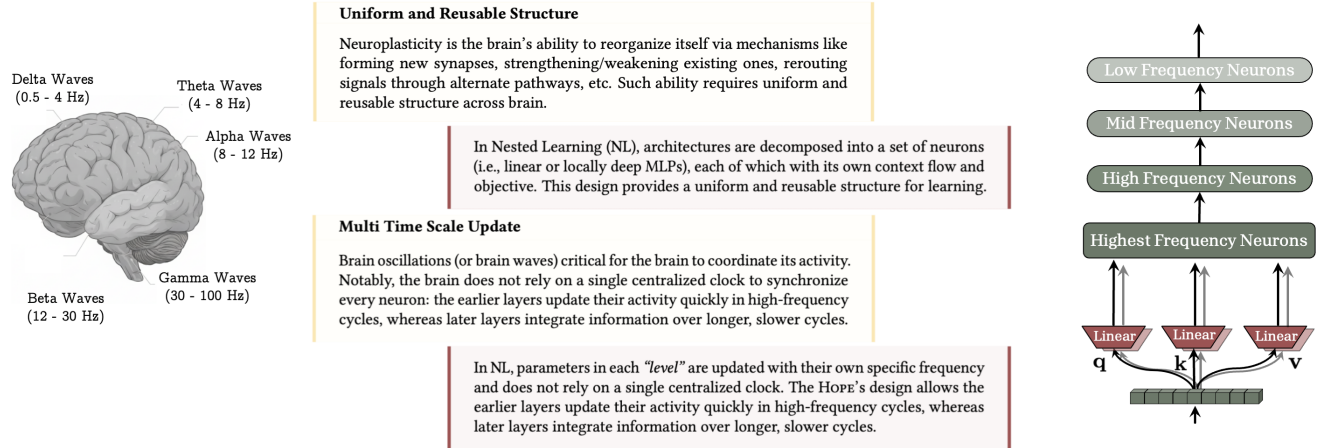 Delta Waves
(0.5 - 4 Hz)
Theta Waves
(4 - 8 Hz)
Alpha Waves
(8 - 12 Hz)
Gamma Waves
(30 - 100 Hz)
Beta Waves
(12 - 30 Hz)
Uniform and Reusable Structure
Neuroplasticity is the brain's ability to reorganize itself via mechanisms like
forming new synapses, strengthening/weakening existing ones, rerouting
signals through alternate pathways, etc. Such ability requires uniform and
reusable structure across brain.
In Nested Learning (NL), architectures are decomposed into a set of neurons
(i.e., linear or locally deep MLPs), each of which with its own context flow and
objective. This design provides a uniform and reusable structure for learning.
Multi Time Scale Update
Brain oscillations (or brain waves) critical for the brain to coordinate its activity.
Notably, the brain does not rely on a single centralized clock to synchronize
every neuron: the earlier layers update their activity quickly in high-frequency
cycles, whereas later layers integrate information over longer, slower cycles.
In NL, parameters in each "level" are updated with their own specific frequency
and does not rely on a single centralized clock. The HOPE's design allows the
earlier layers update their activity quickly in high-frequency cycles, whereas
later layers integrate information over longer, slower cycles.
Low Frequency Neurons
Mid Frequency Neurons
High Frequency Neurons
Highest Frequency Neurons
Linear Linear Linear
q k v